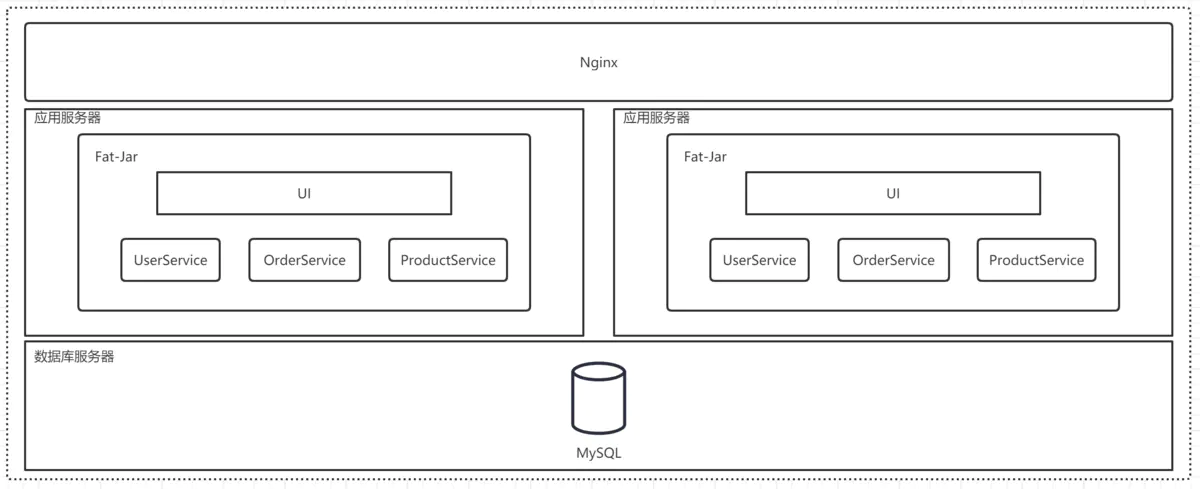 Nginx
应用服务器
Fat-Jar
UI
UserService
OrderService
ProductService
应用服务器
Fat-Jar
UI
UserService
OrderService
ProductService
数据库服务器
MySQL